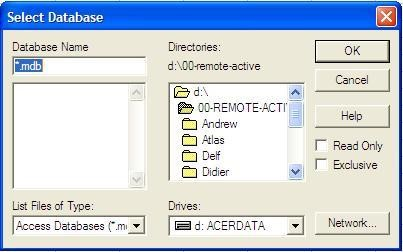 Select Database
Database Name
*.mdb
Directories:
d:\00-remote-active
d:\
00-REMOTE-ACTI
Andrew
Atlas
Delf
Didier
OK
Cancel
Help
Read Only
Exclusive
List Files of Type:
Access Databases (*.m
Drives:
d: ACERDATA
Network...